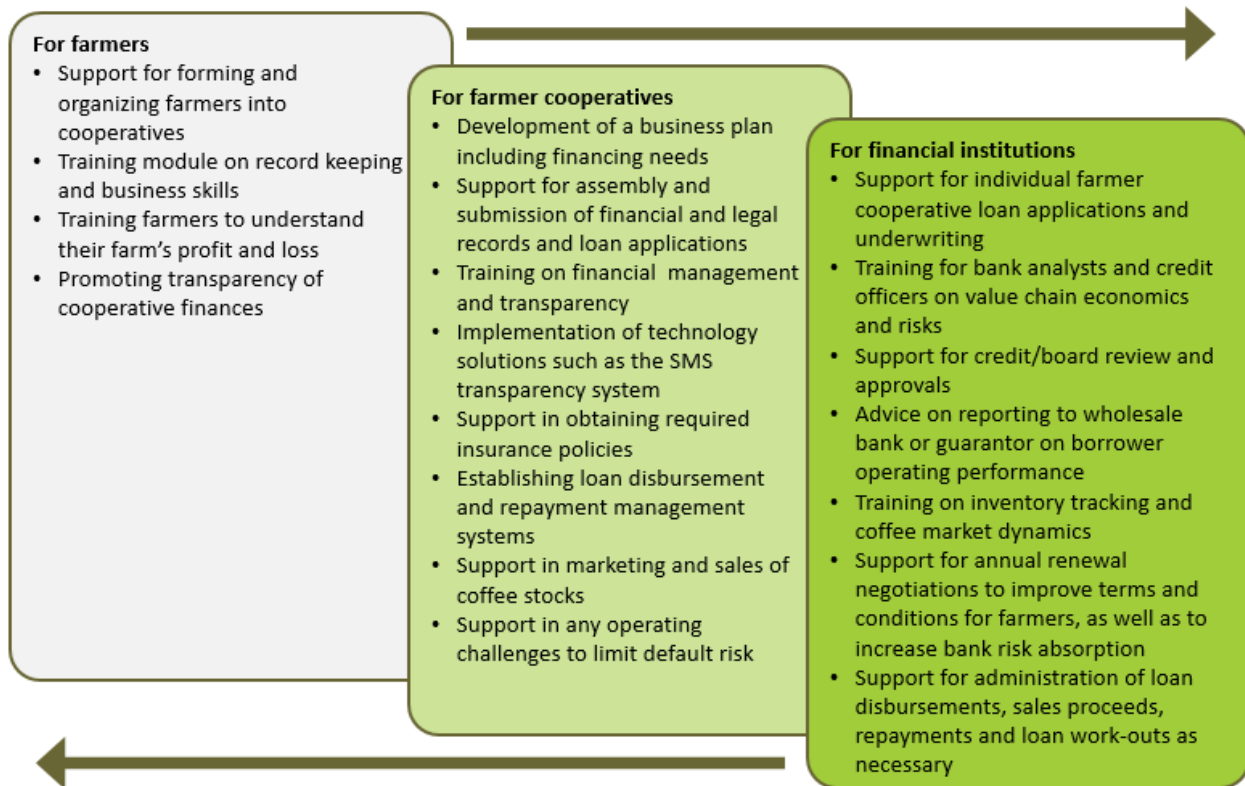 For farmers
• Support for forming and
organizing farmers into
cooperatives
• Training module on record keeping
and business skills
• Training farmers to understand
their farm's profit and loss
• Promoting transparency of
cooperative finances
For farmer cooperatives
• Development of a business plan
including financing needs
• Support for assembly and
submission of financial and legal
records and loan applications
• Training on financial  management
and transparency
• Implementation of technology
solutions such as the SMS
transparency system
• Support in obtaining required
insurance policies
• Establishing loan disbursement
and repayment management
systems
• Support in marketing and sales of
coffee stocks
• Support in any operating
challenges to limit default risk
For financial institutions
• Support for individual farmer
cooperative loan applications and
underwriting
• Training for bank analysts and credit
officers on value chain economics
and risks
• Support for credit/board review and
approvals
• Advice on reporting to wholesale
bank or guarantor on borrower
operating performance
• Training on inventory tracking and
coffee market dynamics
• Support for annual renewal
negotiations to improve terms and
conditions for farmers, as well as to
increase bank risk absorption
• Support for administration of loan
disbursements, sales proceeds,
repayments and loan work-outs as
necessary